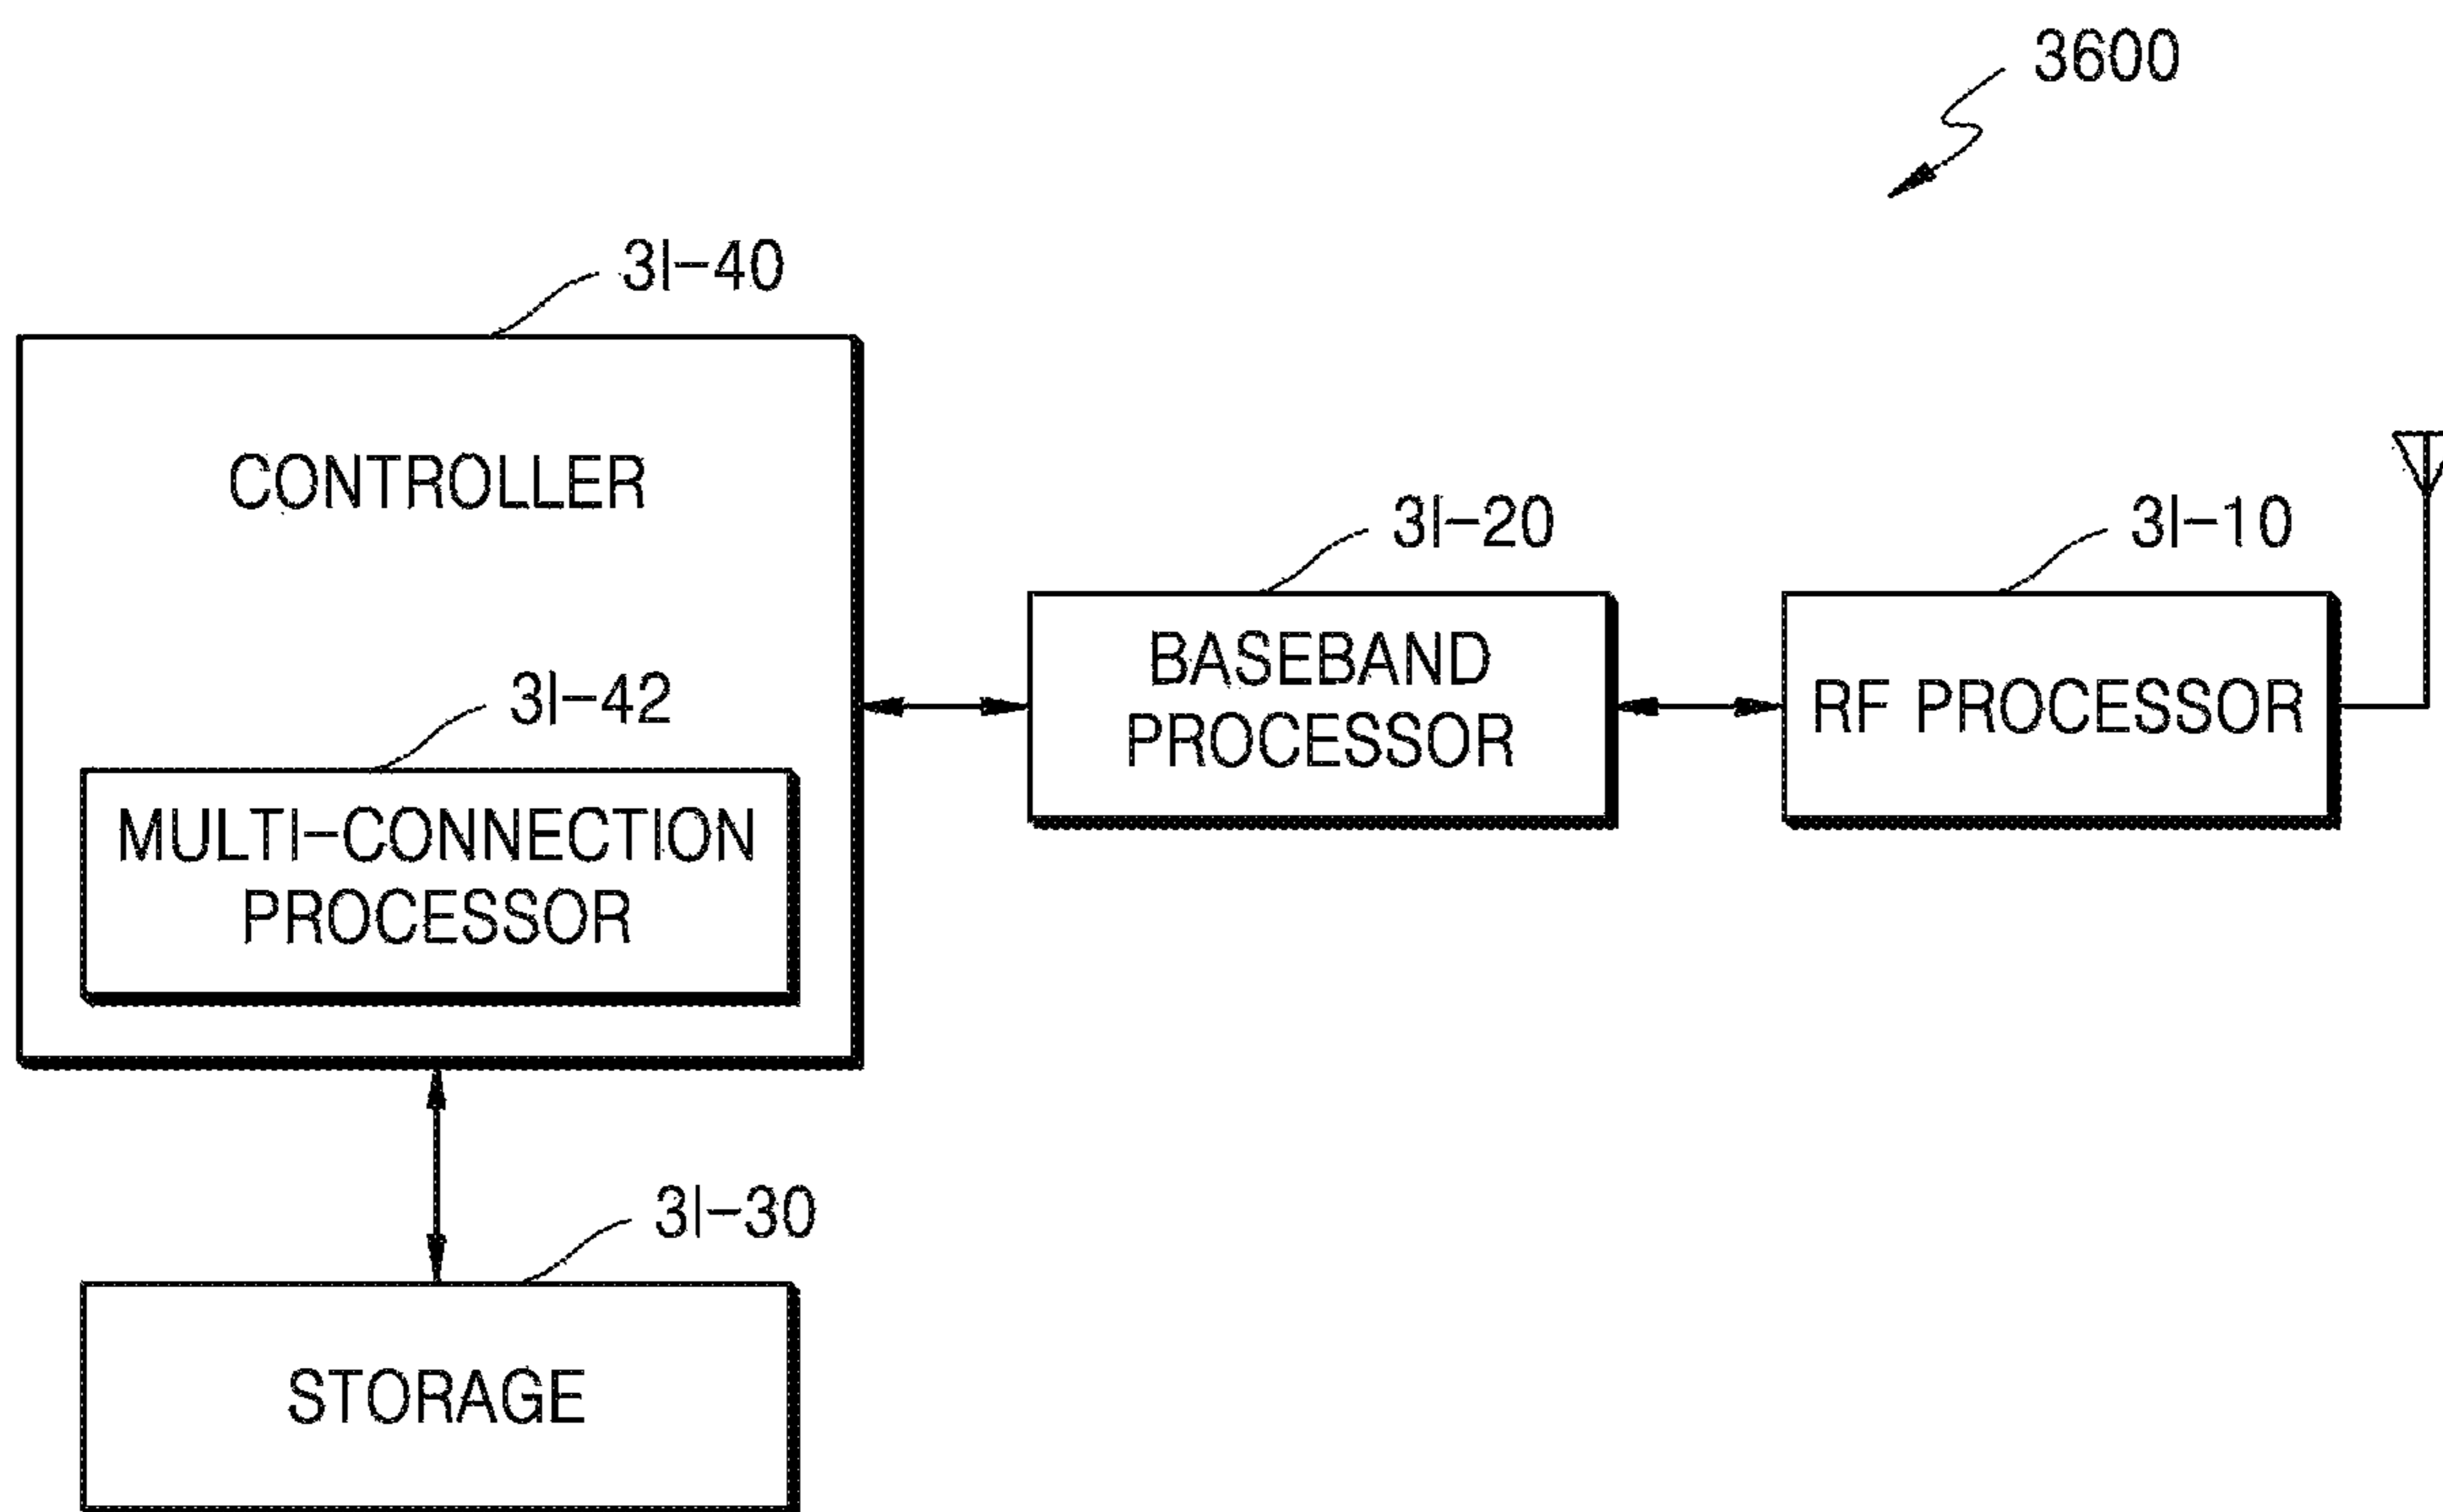 3600
3l-40
CONTROLLER
3l-20
3l-10
BASEBAND
PROCESSOR
RF PROCESSOR
3l-42
MULTI-CONNECTION
PROCESSOR
3l-30
STORAGE